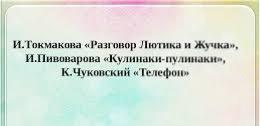 И.Токмакова «Разговор Лютика и Жучка»,
И.Пивоварова «Кулинаки-пулинаки»,
К.Чуковский «Телефон»